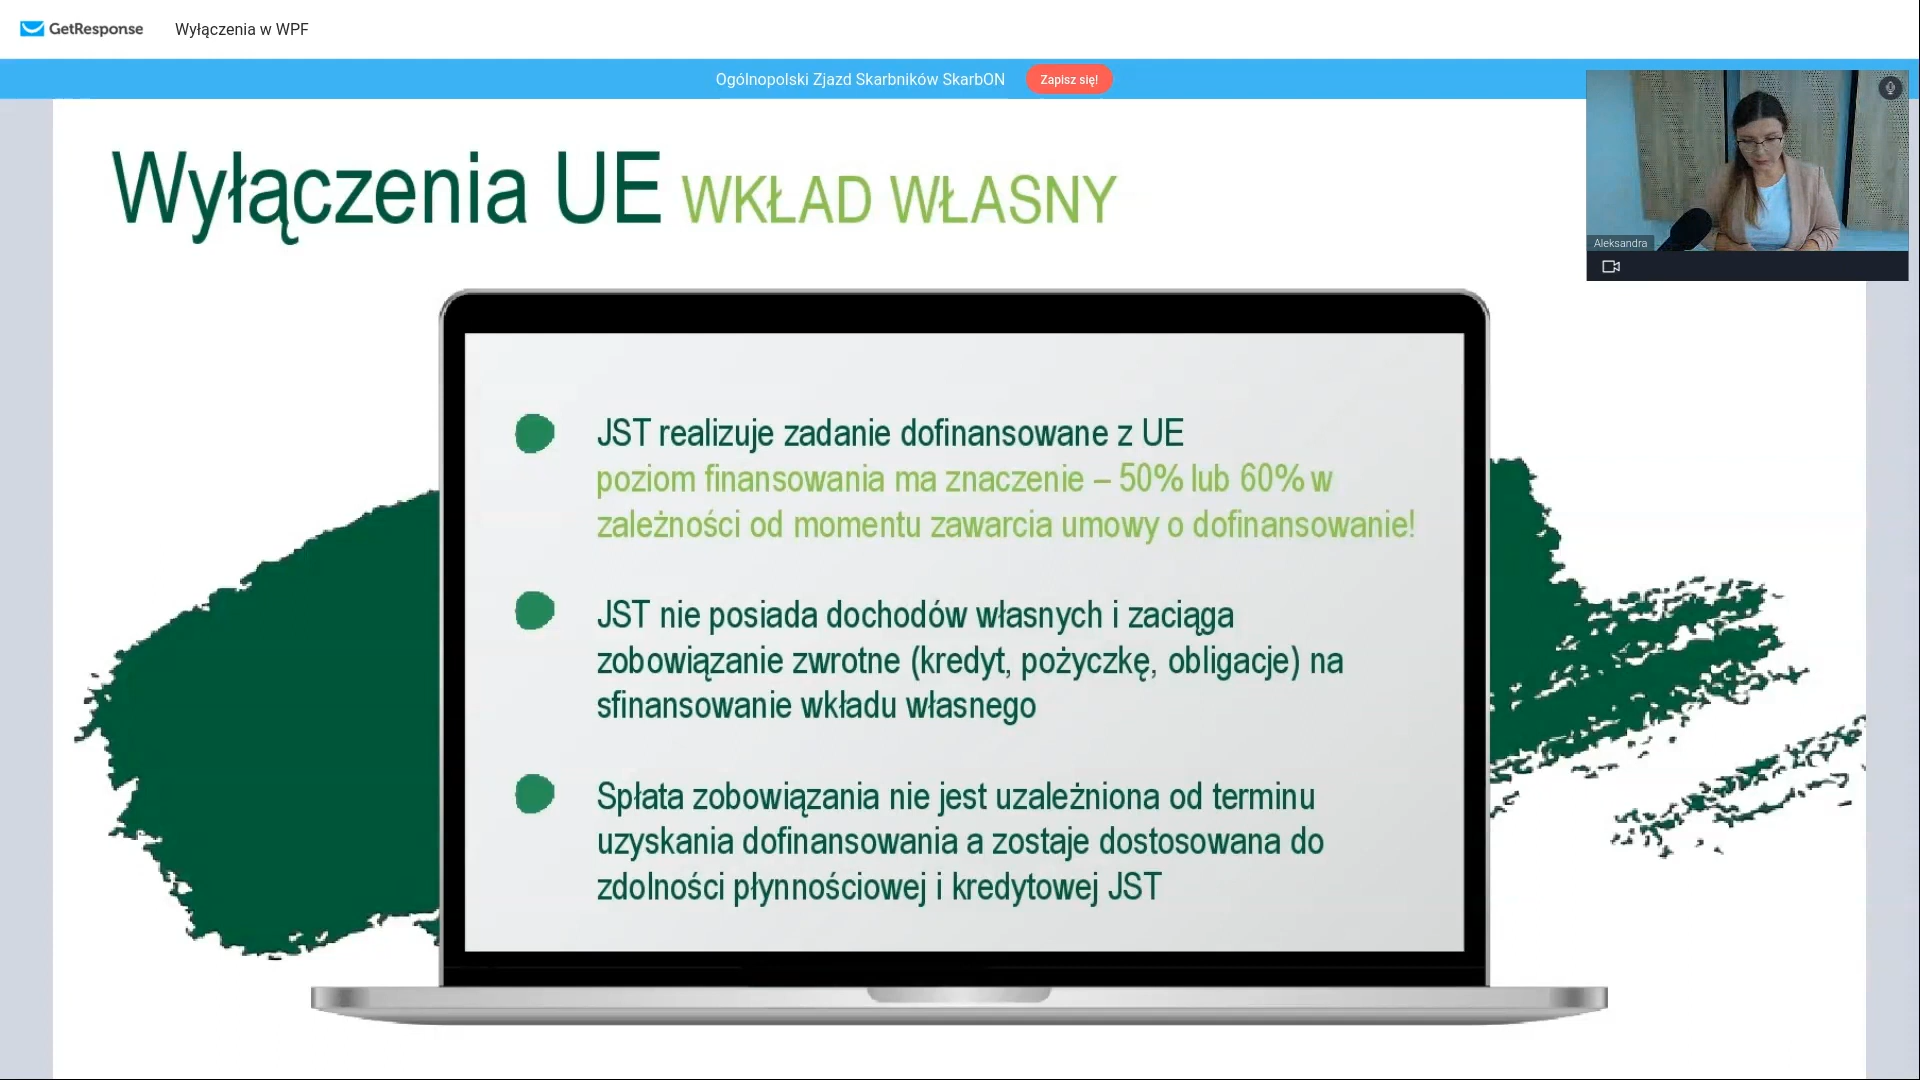 GetResponse
Wyłączenia w WPF
Ogólnopolski Zjazd Skarbników SkarbON
Zapisz się!
Aleksandra
Wyłączenia UE WKŁAD WŁASNY
JST realizuje zadanie dofinansowane z UE
poziom finansowania ma znaczenie – 50% lub 60% w
zależności od momentu zawarcia umowy o dofinansowanie!
JST nie posiada dochodów własnych i zaciąga
zobowiązanie zwrotne (kredyt, pożyczkę, obligacje) na
sfinansowanie wkładu własnego
Spłata zobowiązania nie jest uzależniona od terminu
uzyskania dofinansowania a zostaje dostosowana do
zdolności płynnościowej i kredytowej JST